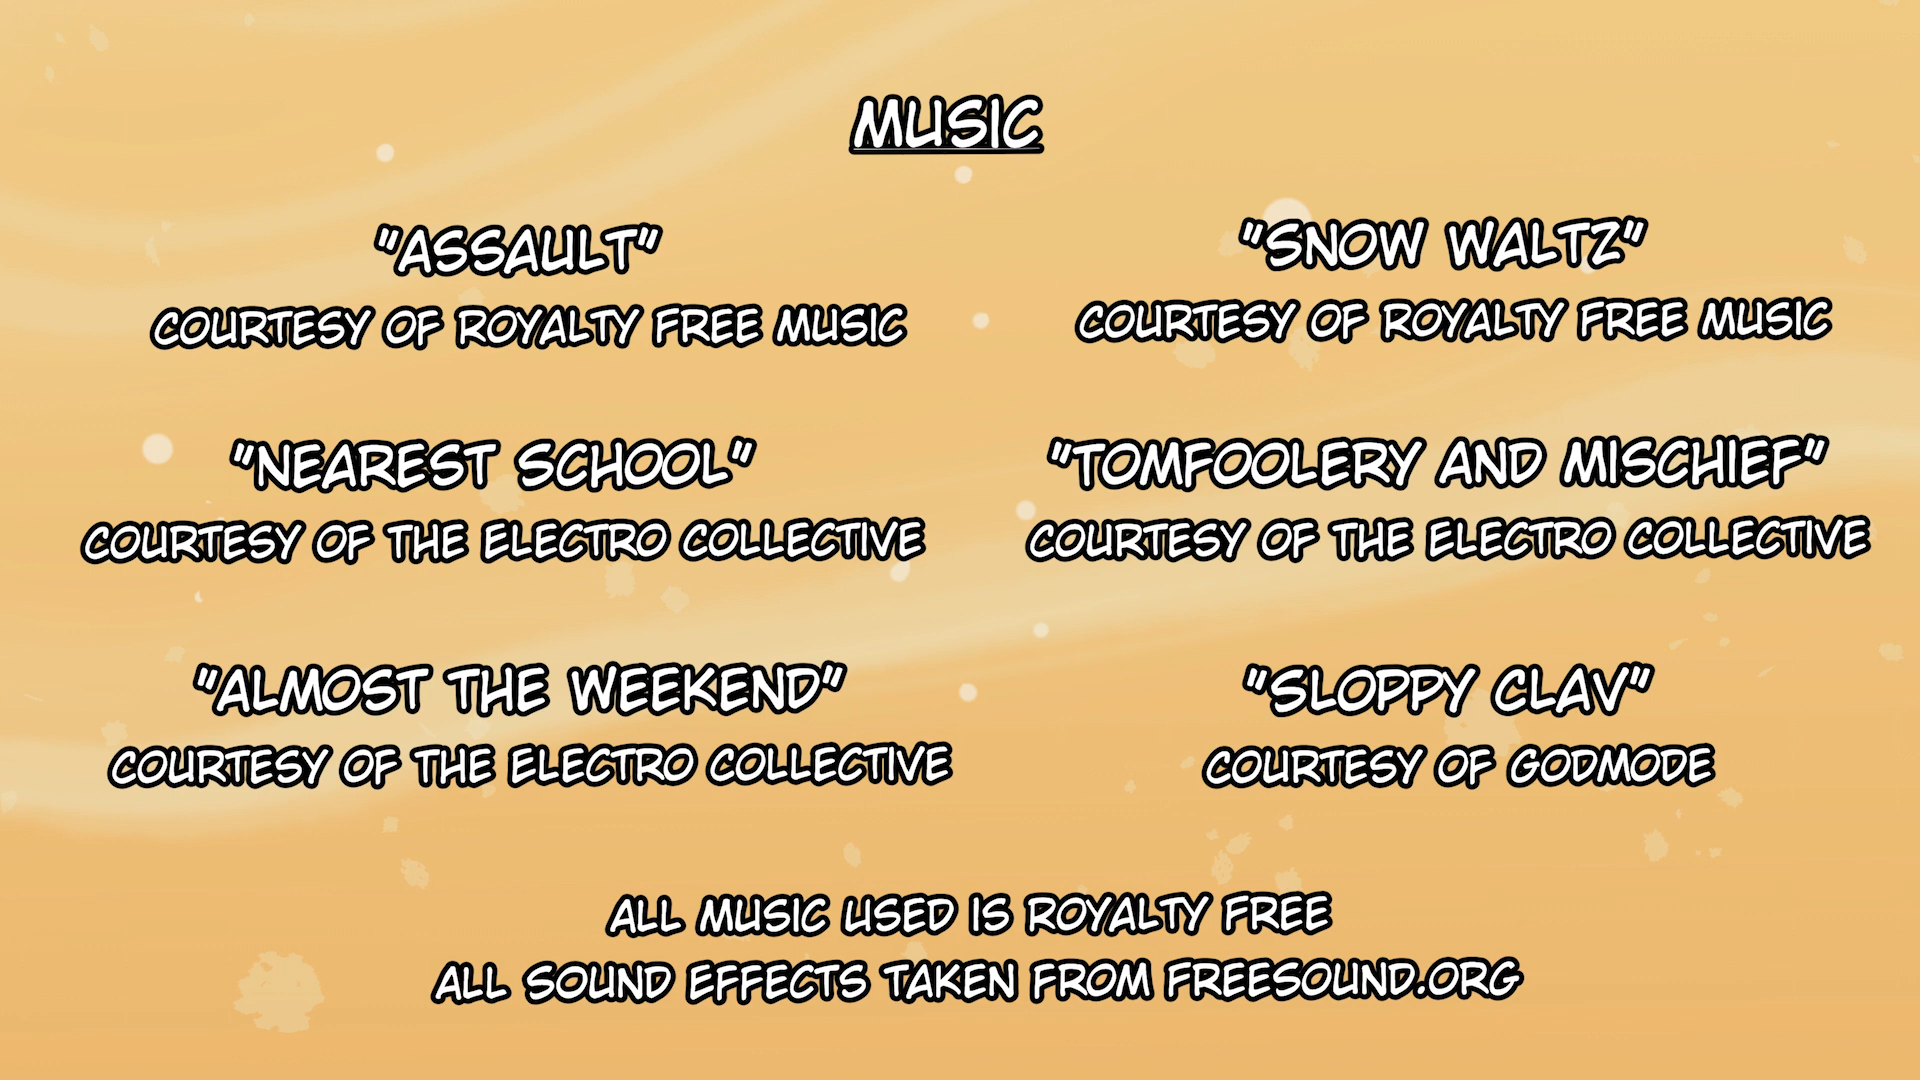 MUSIC
"ASSAULT"
COURTESY OF ROYALTY FREE MUSIC
"SNOW WALTZ"
COURTESY OF ROYALTY FREE MUSIC
"NEAREST SCHOOL"
COURTESY OF THE ELECTRO COLLECTIVE
"TOMFOOLERY AND MISCHIEF"
COURTESY OF THE ELECTRO COLLECTIVE
"ALMOST THE WEEKEND"
COURTESY OF THE ELECTRO COLLECTIVE
"SLOPPY CLAV"
COURTESY OF GODMODE
ALL MUSIC USED IS ROYALTY FREE
ALL SOUND EFFECTS TAKEN FROM FREESOUND.ORG